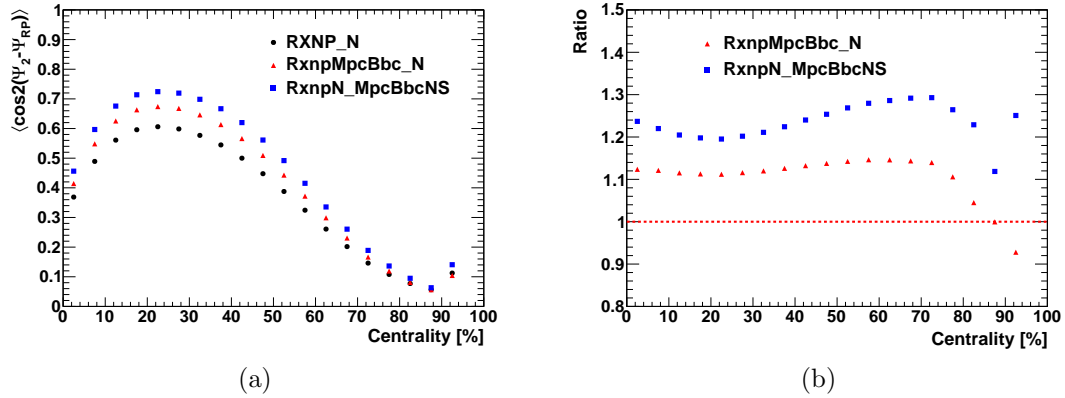 ⟨cos2(Ψ₂-Ψ_RP)⟩
1
0.9
0.8
0.7
0.6
0.5
0.4
0.3
0.2
0.1
0
RXNP_N
RxnpMpcBbc_N
RxnpN_MpcBbcNS
0 10 20 30 40 50 60 70 80 90 100
Centrality [%]
(a)
Ratio
1.5
1.4
1.3
1.2
1.1
1
0.9
0.8
RxnpMpcBbc_N
RxnpN_MpcBbcNS
0 10 20 30 40 50 60 70 80 90 100
Centrality [%]
(b)